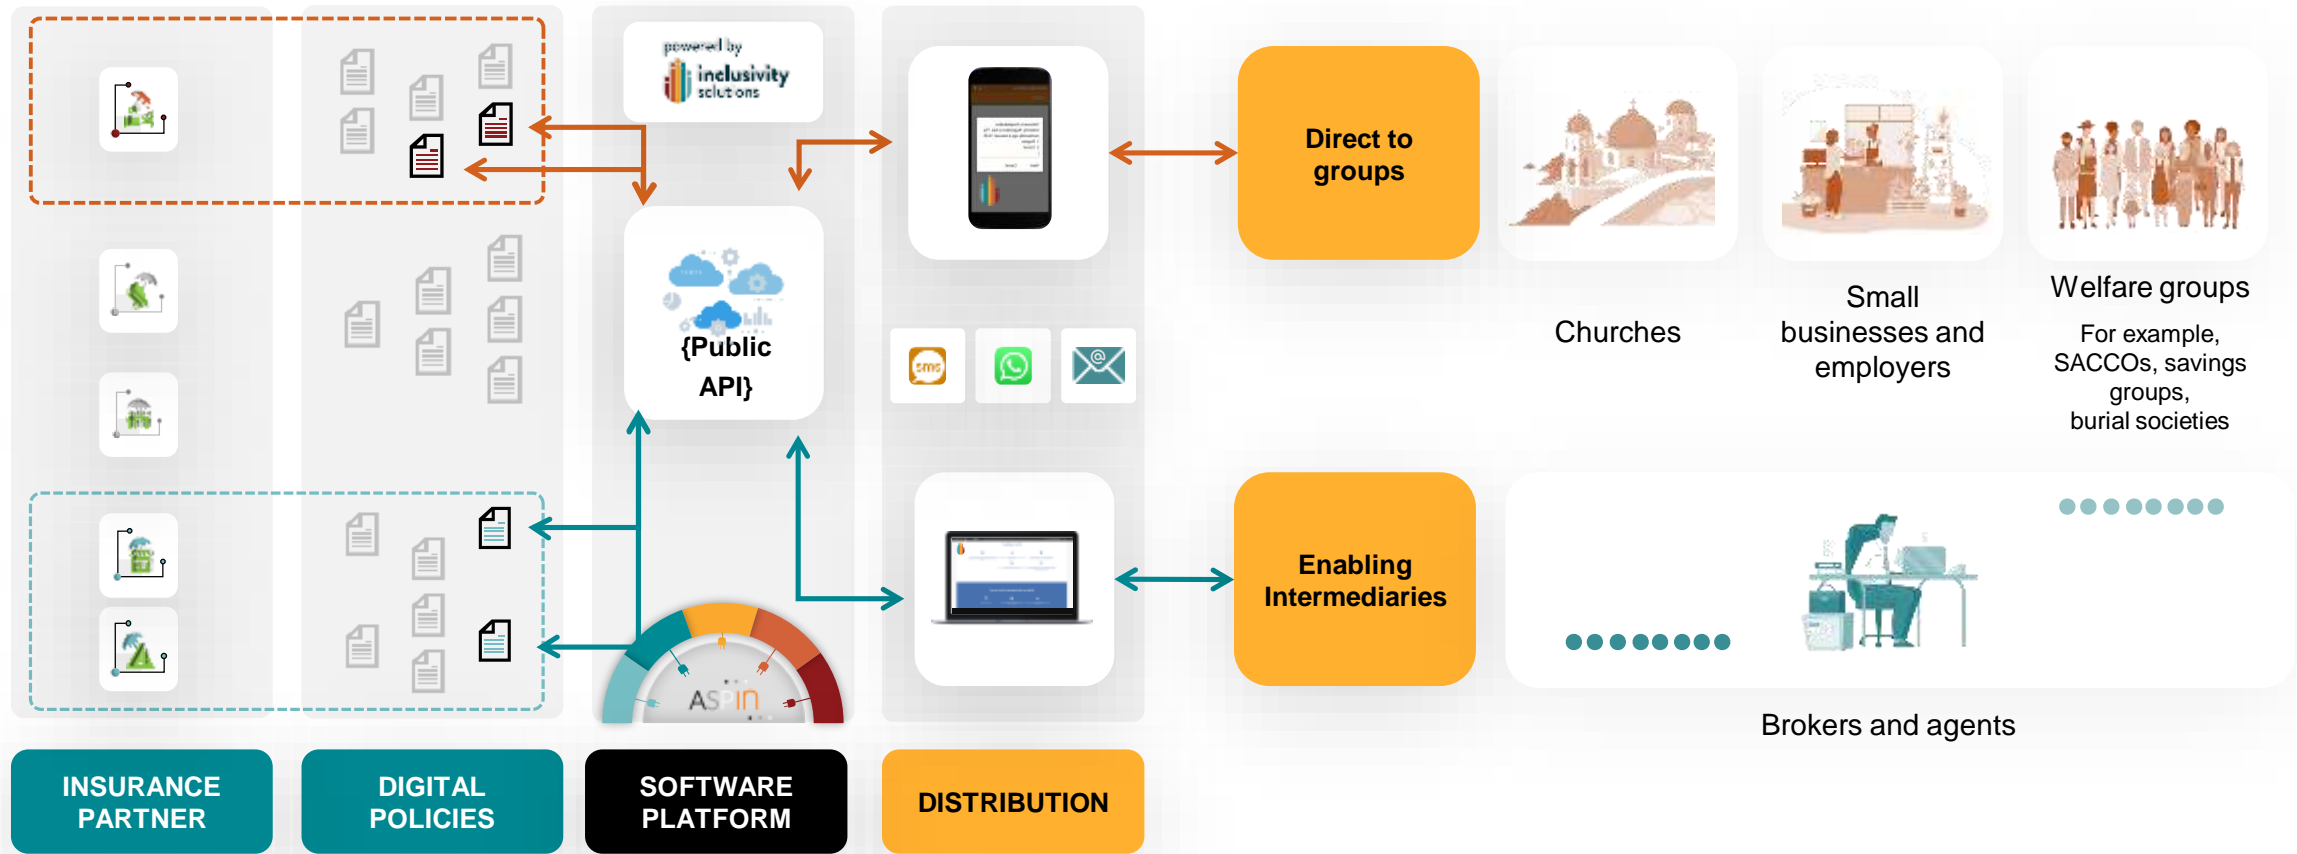 powered by
inclusivity
solutions
{Public
API}
sms
@
ASPIN
Direct to
groups
Churches
Small
businesses and
employers
Welfare groups
For example,
SACCOs, savings
groups,
burial societies
Enabling
Intermediaries
Brokers and agents
INSURANCE
PARTNER
DIGITAL
POLICIES
SOFTWARE
PLATFORM
DISTRIBUTION